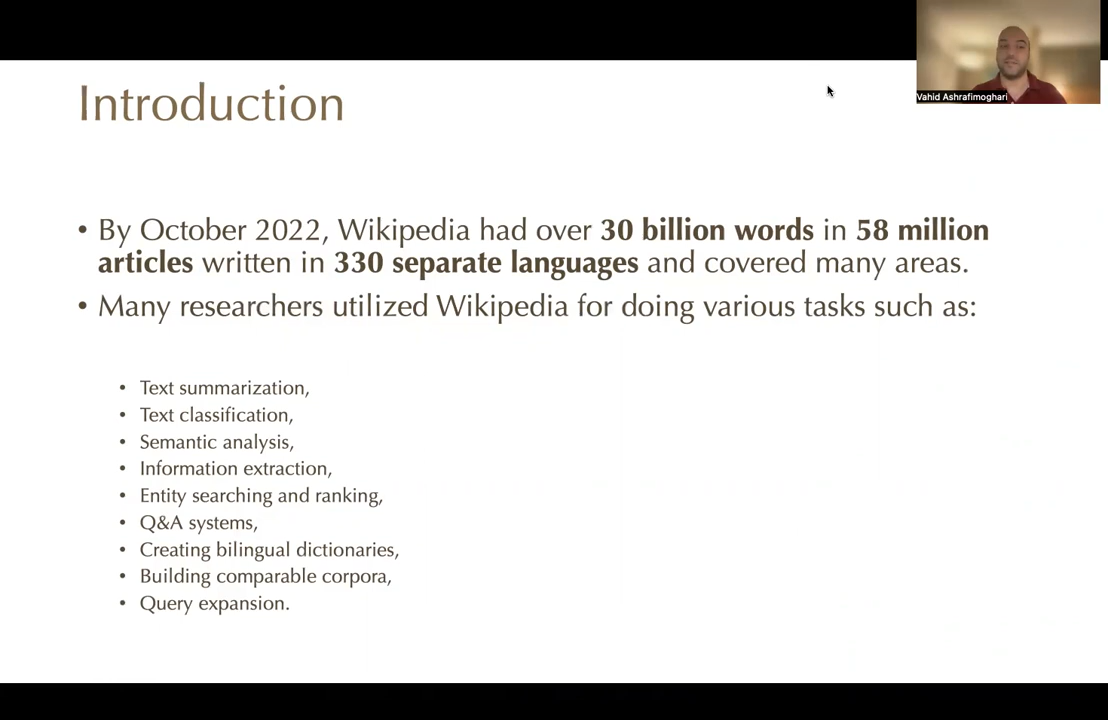 Introduction
Vahid Ashrafimoghari
• By October 2022, Wikipedia had over 30 billion words in 58 million
articles written in 330 separate languages and covered many areas.
• Many researchers utilized Wikipedia for doing various tasks such as:
• Text summarization,
• Text classification,
• Semantic analysis,
• Information extraction,
• Entity searching and ranking,
• Q&A systems,
• Creating bilingual dictionaries,
• Building comparable corpora,
• Query expansion.